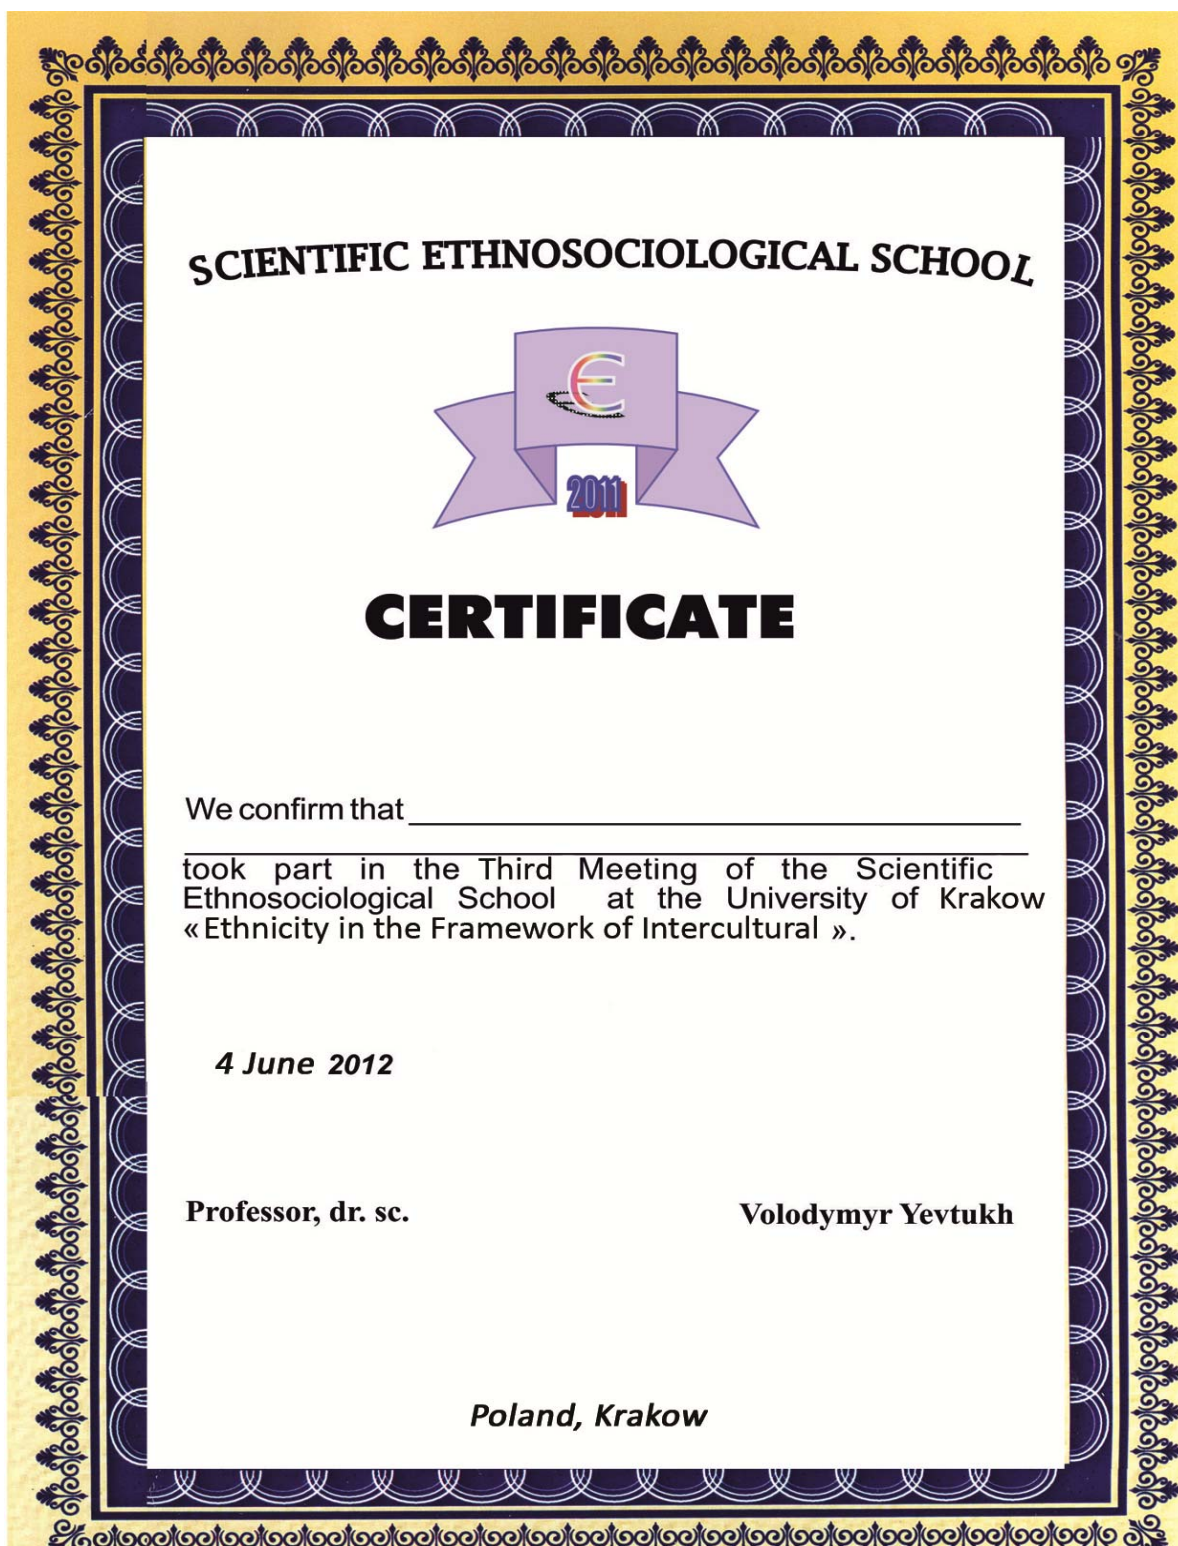 SCIENTIFIC ETHNOSOCIOLOGICAL SCHOOL
Є
2011
CERTIFICATE
We confirm that
took part in the Third Meeting of the Scientific
Ethnosociological School at the University of Krakow
«Ethnicity in the Framework of Intercultural ».
4 June 2012
Professor, dr. sc. Volodymyr Yevtukh
Poland, Krakow